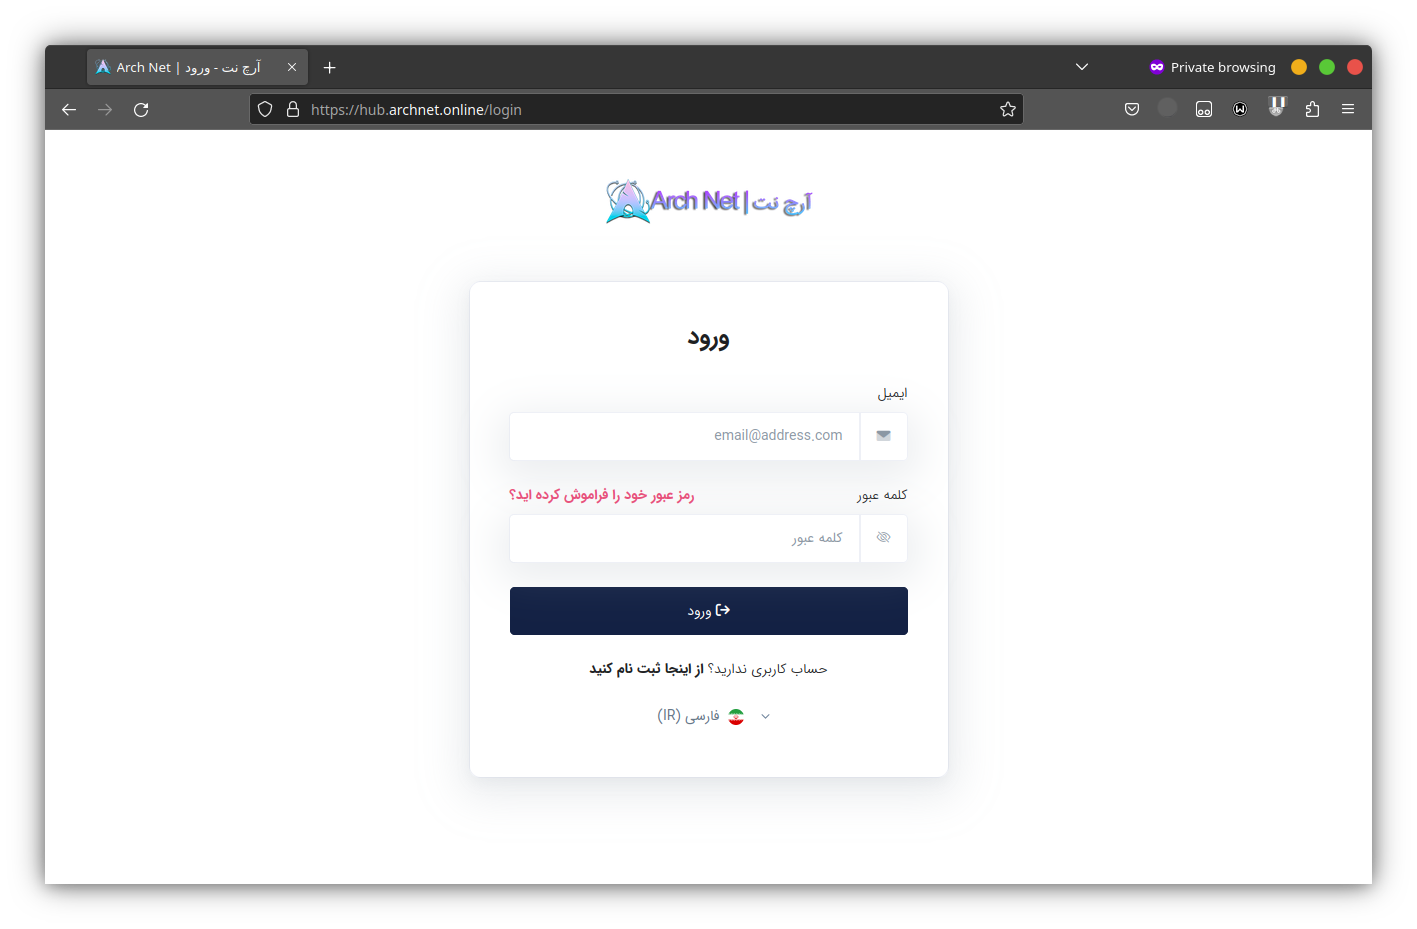 Arch Net | آرچ نت - ورود
Private browsing
https://hub.archnet.online/login
Arch Net | آرچ نت
ورود
ایمیل
email@address.com
کلمه عبور
رمز عبور خود را فراموش کرده اید؟
کلمه عبور
ورود
حساب کاربری ندارید؟ از اینجا ثبت نام کنید
فارسی (IR)